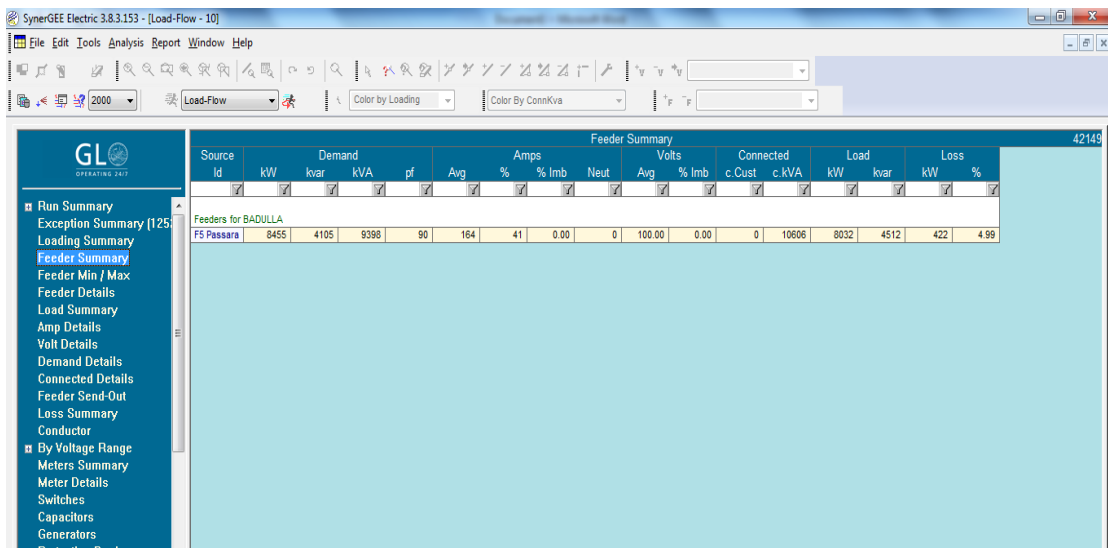 SynerGEE Electric 3.8.3.153 - [Load-Flow - 10]
File Edit Tools Analysis Report Window Help
2000 Load-Flow Color by Loading Color By ConnKva
Feeder Summary 42149
GL
OPERATING 24/7
Source Demand Amps Volts Connected Load Loss
Id kW kvar kVA pf Avg % % Imb Neut Avg % Imb c.Cust c.kVA kW kvar kW %
Feeders for BADULLA
F5 Passara 8455 4105 9398 90 164 41 0.00 0 100.00 0.00 0 10606 8032 4512 422 4.99
Run Summary
Exception Summary (125
Loading Summary
Feeder Summary
Feeder Min / Max
Feeder Details
Load Summary
Amp Details
Volt Details
Demand Details
Connected Details
Feeder Send-Out
Loss Summary
Conductor
By Voltage Range
Meters Summary
Meter Details
Switches
Capacitors
Generators